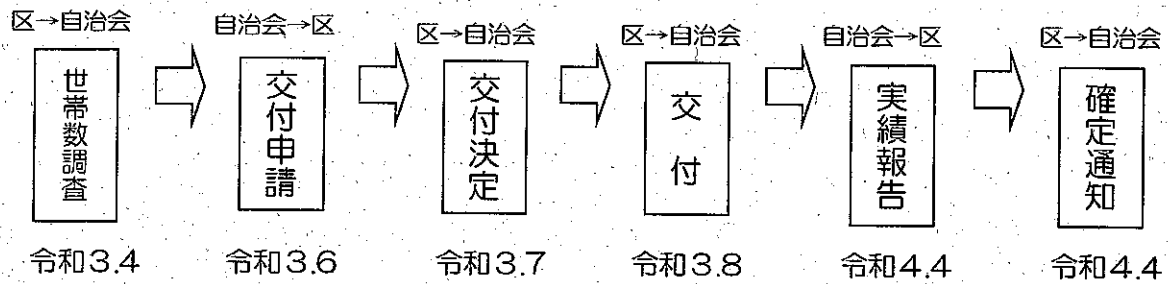 区→自治会
世帯数調査
令和3.4
自治会→区
交付申請
令和3.6
区→自治会
交付決定
令和3.7
区→自治会
交付
令和3.8
自治会→区
実績報告
令和4.4
区→自治会
確定通知
令和4.4